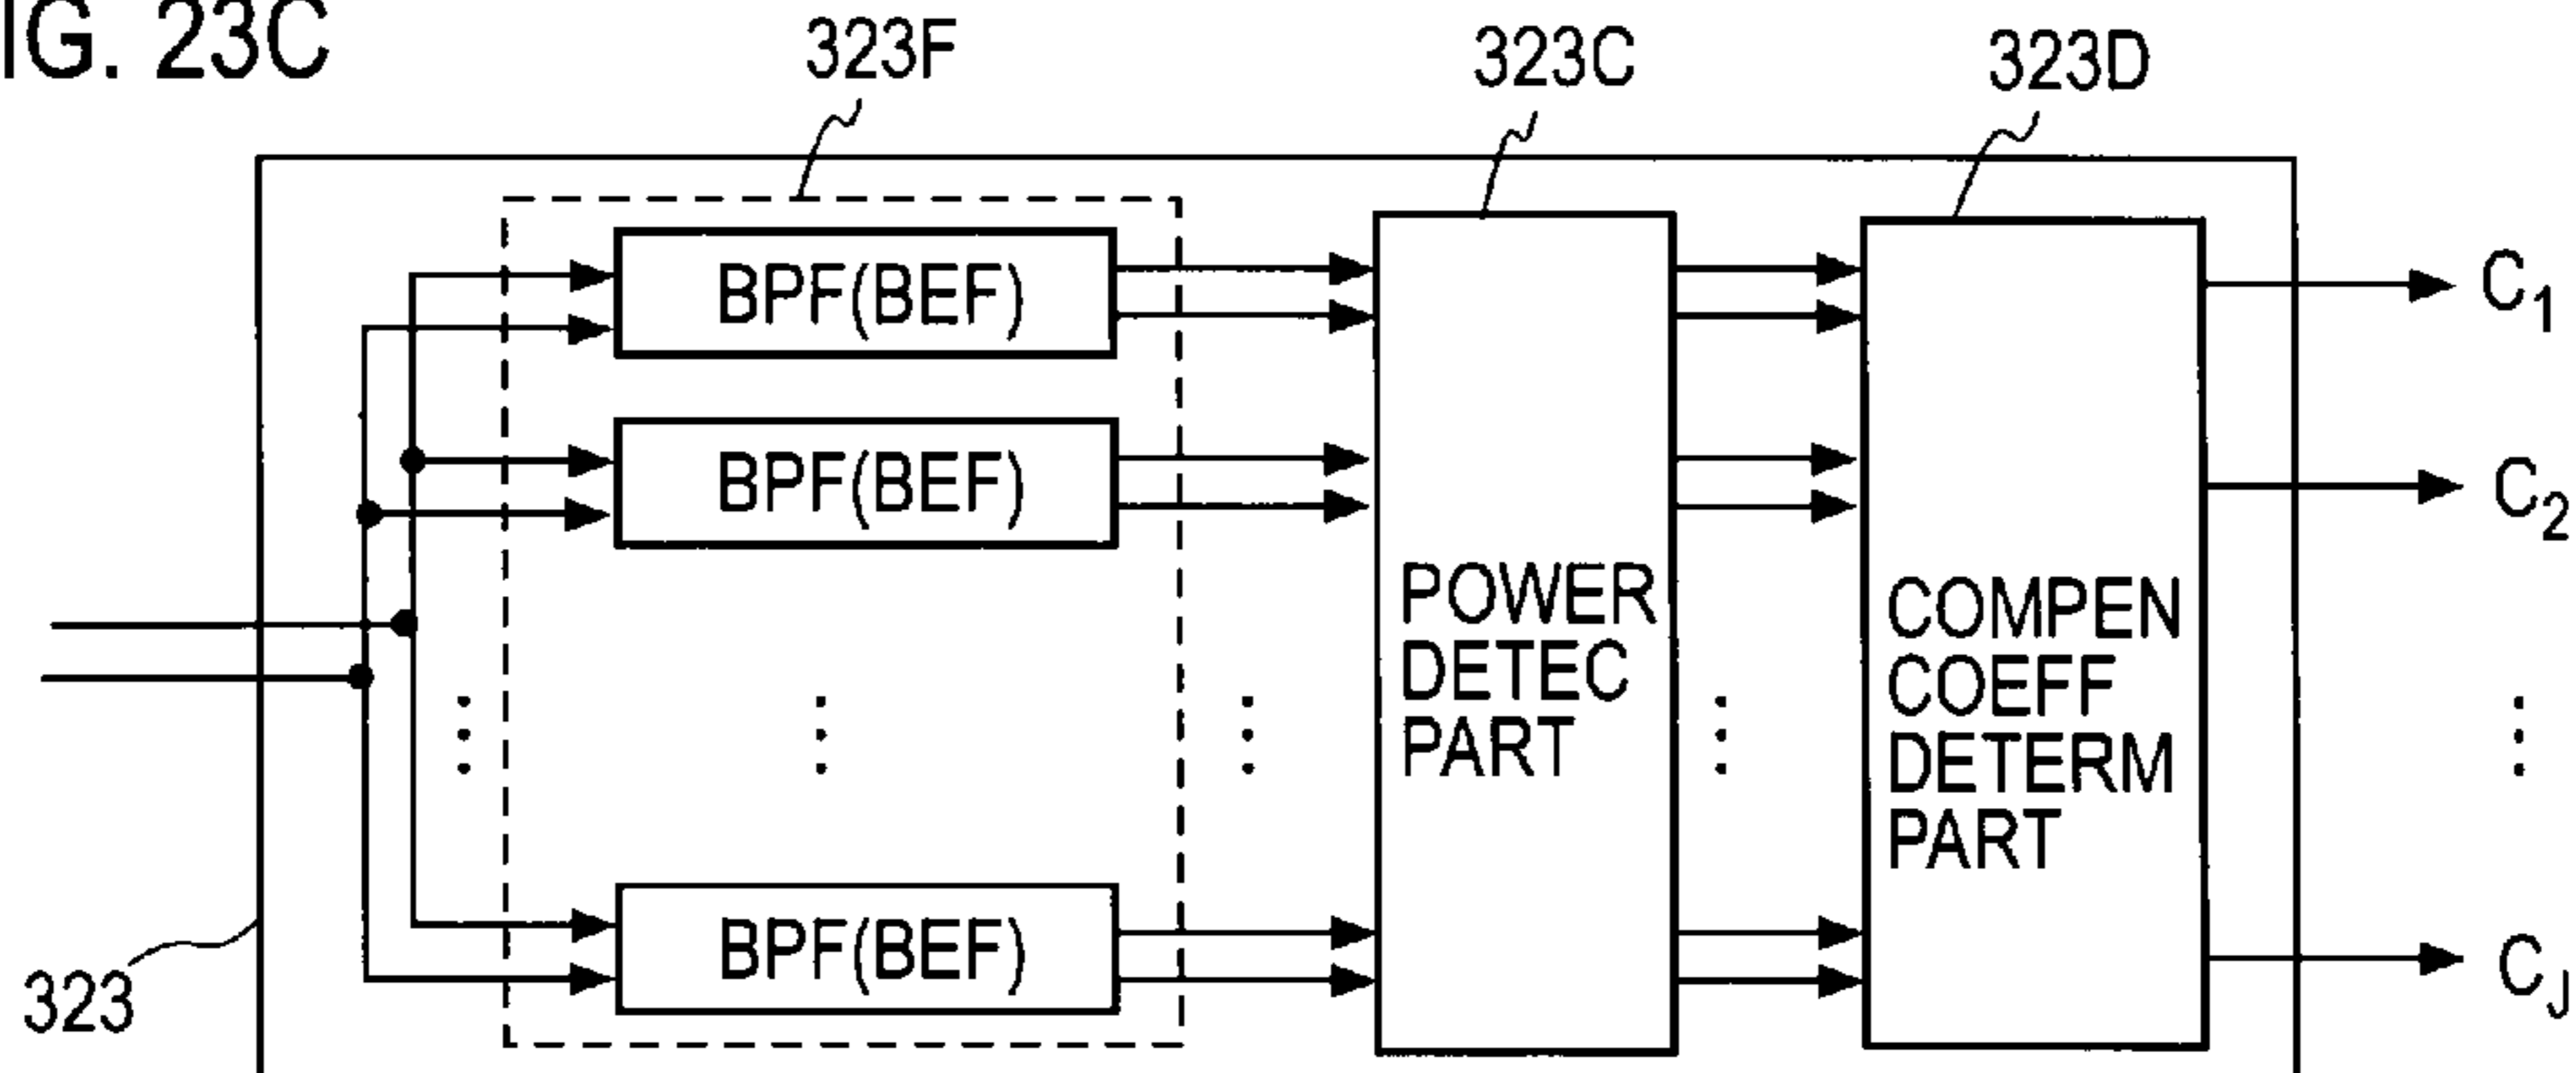 IG. 23C
323F
323C
323D
BPF(BEF)
BPF(BEF)
BPF(BEF)
POWER
DETEC
PART
COMPEN
COEFF
DETERM
PART
C1
C2
CJ
323